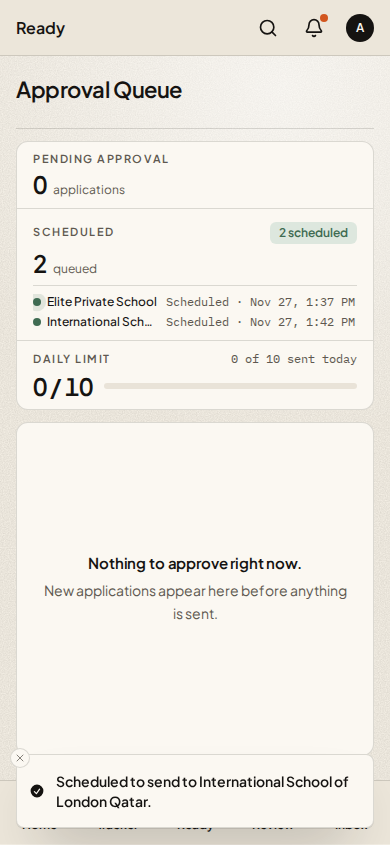 Ready
A
Approval Queue
PENDING APPROVAL
0 applications
SCHEDULED
2 scheduled
2 queued
Elite Private School Scheduled · Nov 27, 1:37 PM
International Sch… Scheduled · Nov 27, 1:42 PM
DAILY LIMIT
0 of 10 sent today
0/10
Nothing to approve right now.
New applications appear here before anything
is sent.
Scheduled to send to International School of
London Qatar.